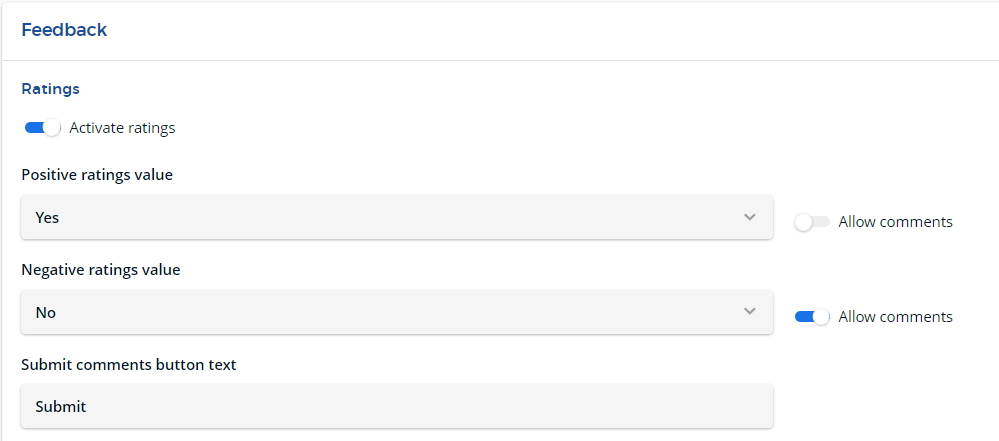 Feedback
Ratings
Activate ratings
Positive ratings value
Yes
Allow comments
Negative ratings value
No
Allow comments
Submit comments button text
Submit